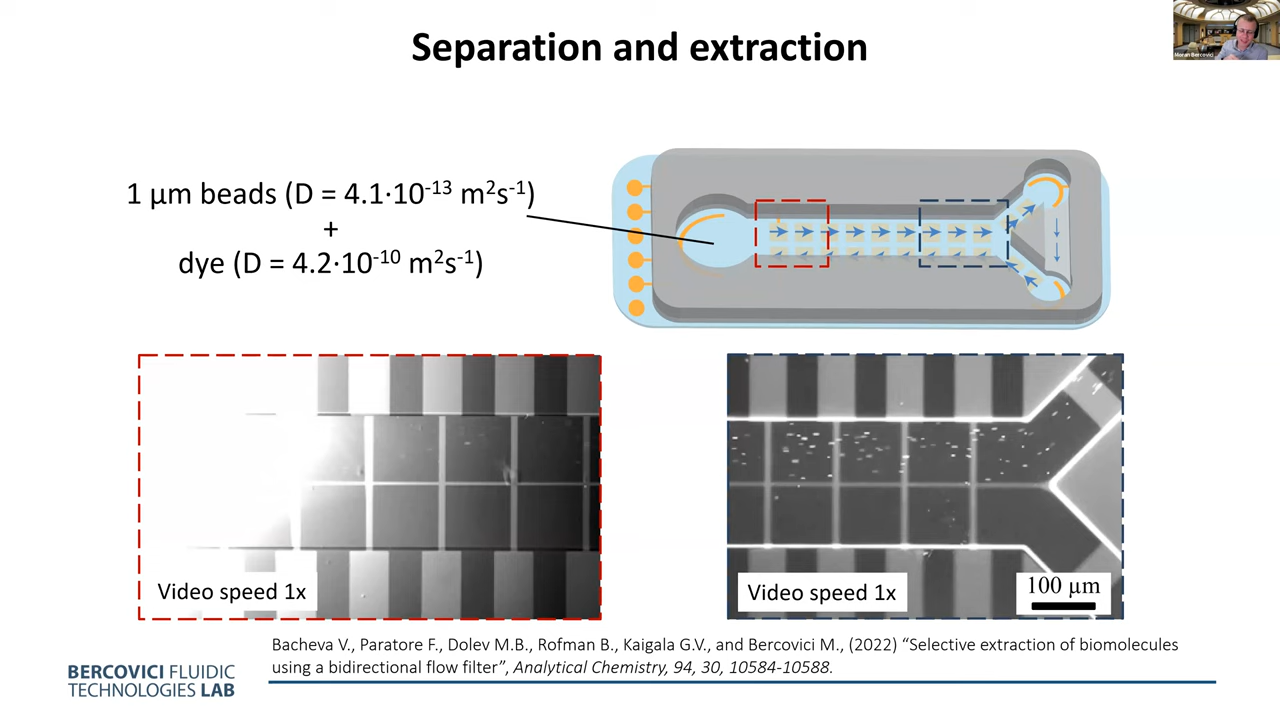 Separation and extraction
Moran Bercovici
1 µm beads (D = 4.1·10⁻¹³ m²s⁻¹)
+
dye (D = 4.2·10⁻¹⁰ m²s⁻¹)
Video speed 1x
Video speed 1x
100 µm
Bacheva V., Paratore F., Dolev M.B., Rofman B., Kaigala G.V., and Bercovici M., (2022) “Selective extraction of biomolecules
using a bidirectional flow filter”, Analytical Chemistry, 94, 30, 10584-10588.
BERCOVICI FLUIDIC
TECHNOLOGIES LAB